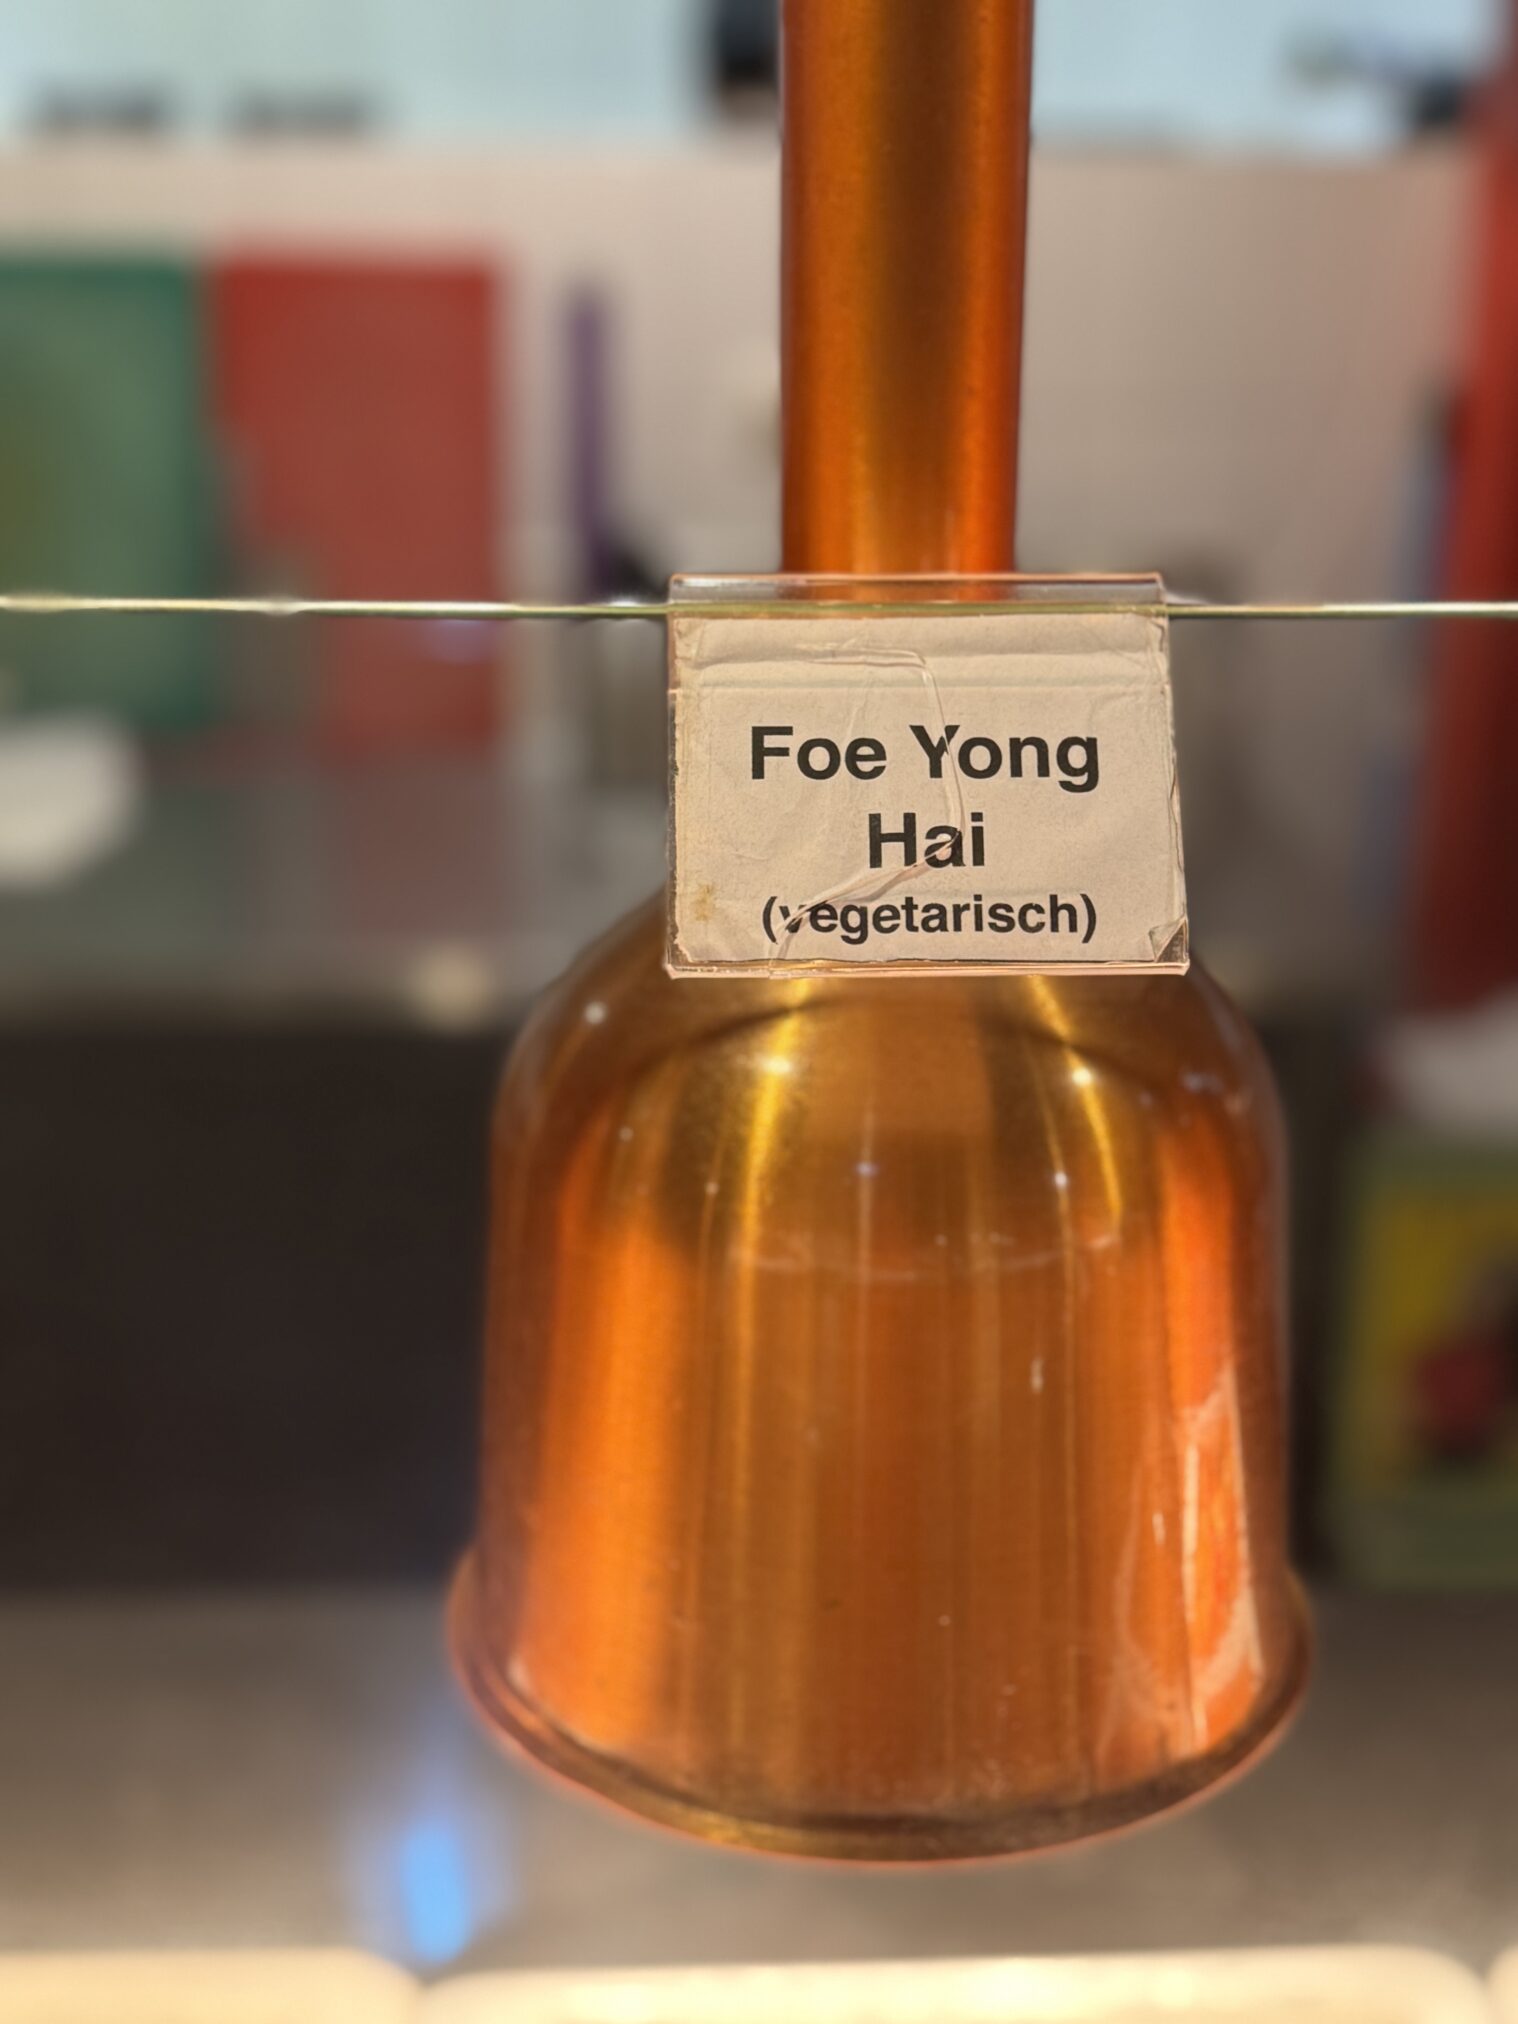 Foe Yong
Hai
(vegetarisch)